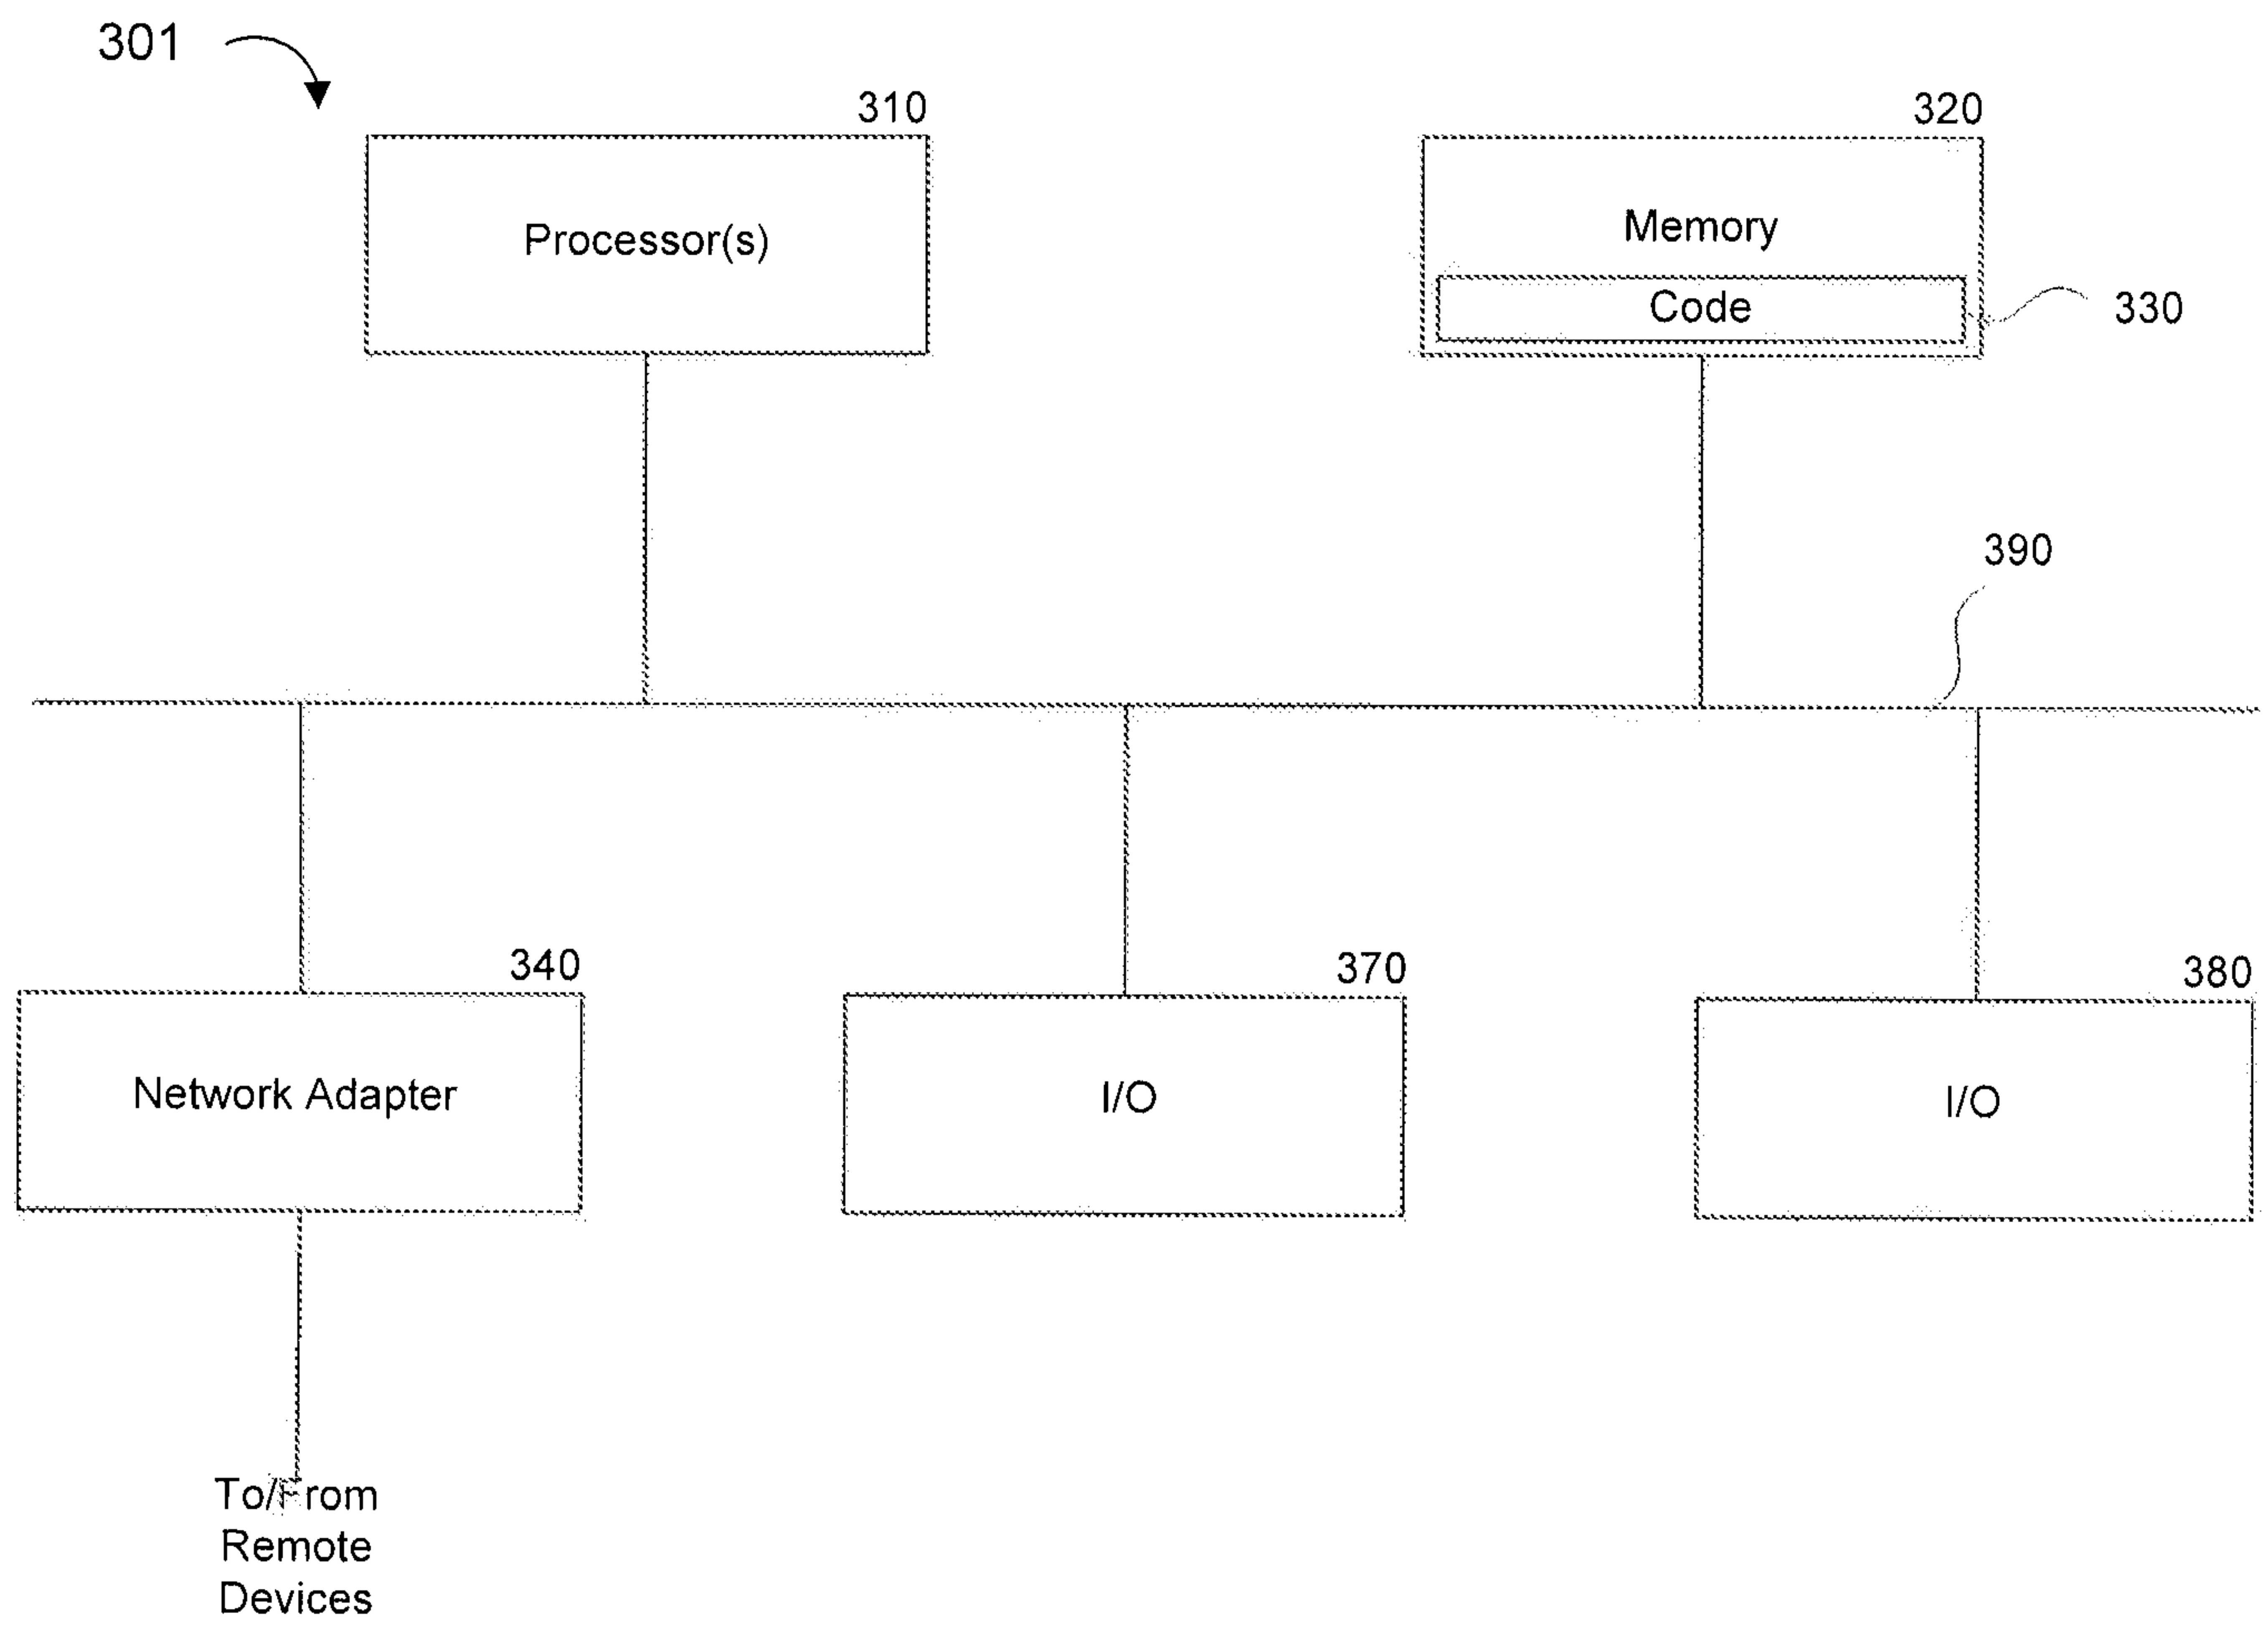 301
310
320
Processor(s)
Memory
Code
330
390
340
370
380
Network Adapter
I/O
I/O
To/From
Remote
Devices